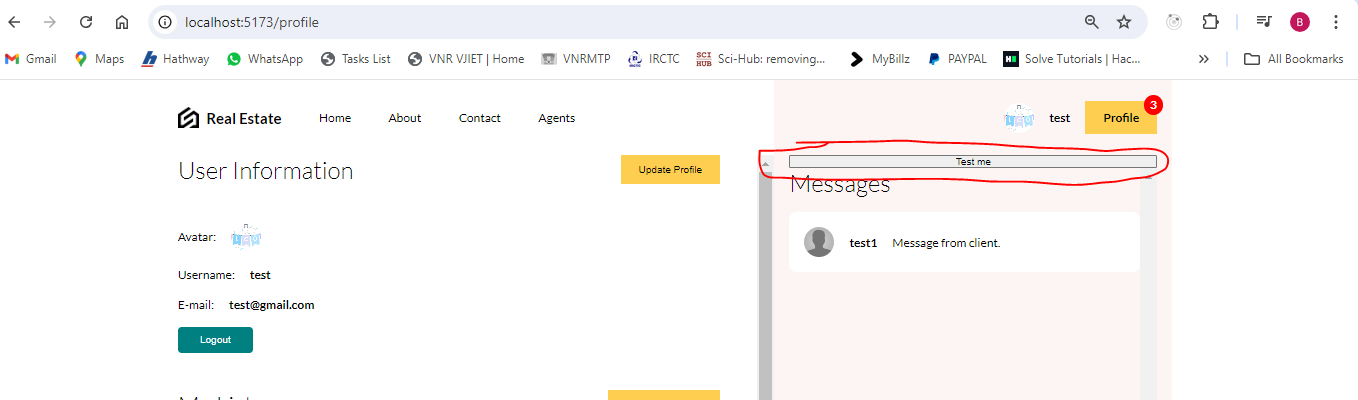 localhost:5173/profile
B
Gmail Maps Hathway WhatsApp Tasks List VNR VJIET | Home VNRMTP IRCTC SCI HUB Sci-Hub: removing... MyBillz PAYPAL Solve Tutorials | Hac... All Bookmarks
Real Estate Home About Contact Agents test Profile 3
User Information Update Profile
Test me
Messages
Avatar:
test1 Message from client.
Username: test
E-mail: test@gmail.com
Logout